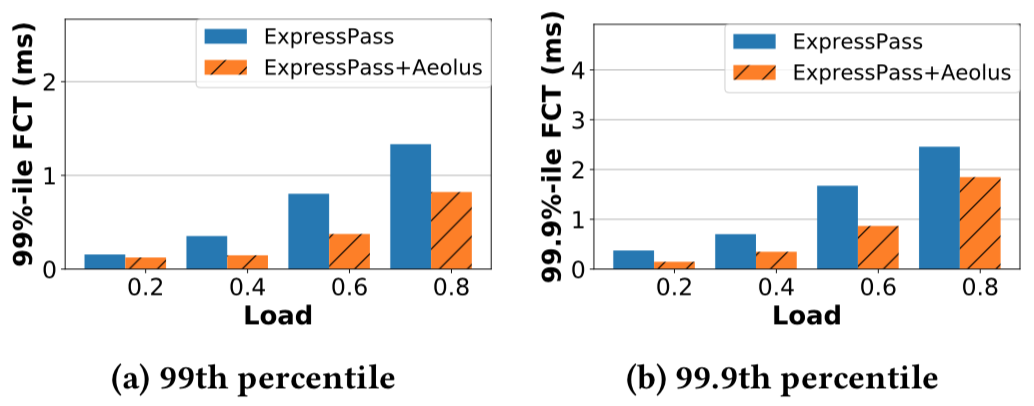 99%-ile FCT (ms)
2
1
0
ExpressPass
ExpressPass+Aeolus
0.2 0.4 0.6 0.8
Load
(a) 99th percentile
99.9%-ile FCT (ms)
4
3
2
1
0
ExpressPass
ExpressPass+Aeolus
0.2 0.4 0.6 0.8
Load
(b) 99.9th percentile